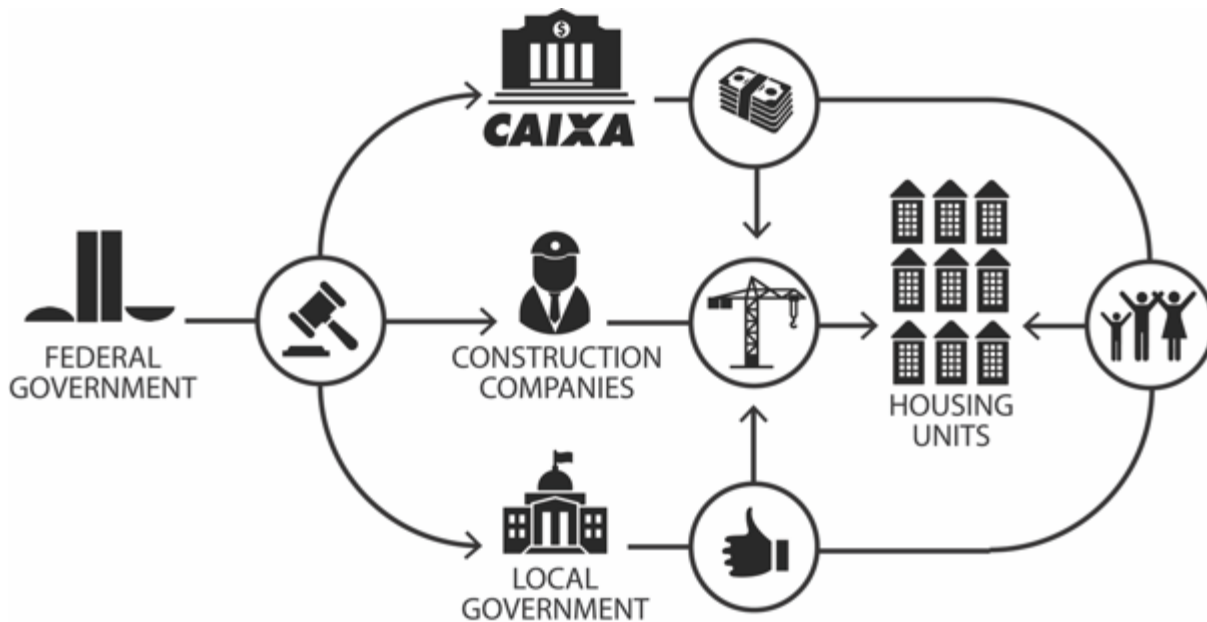 CAIXA
FEDERAL
GOVERNMENT
CONSTRUCTION
COMPANIES
HOUSING
UNITS
LOCAL
GOVERNMENT